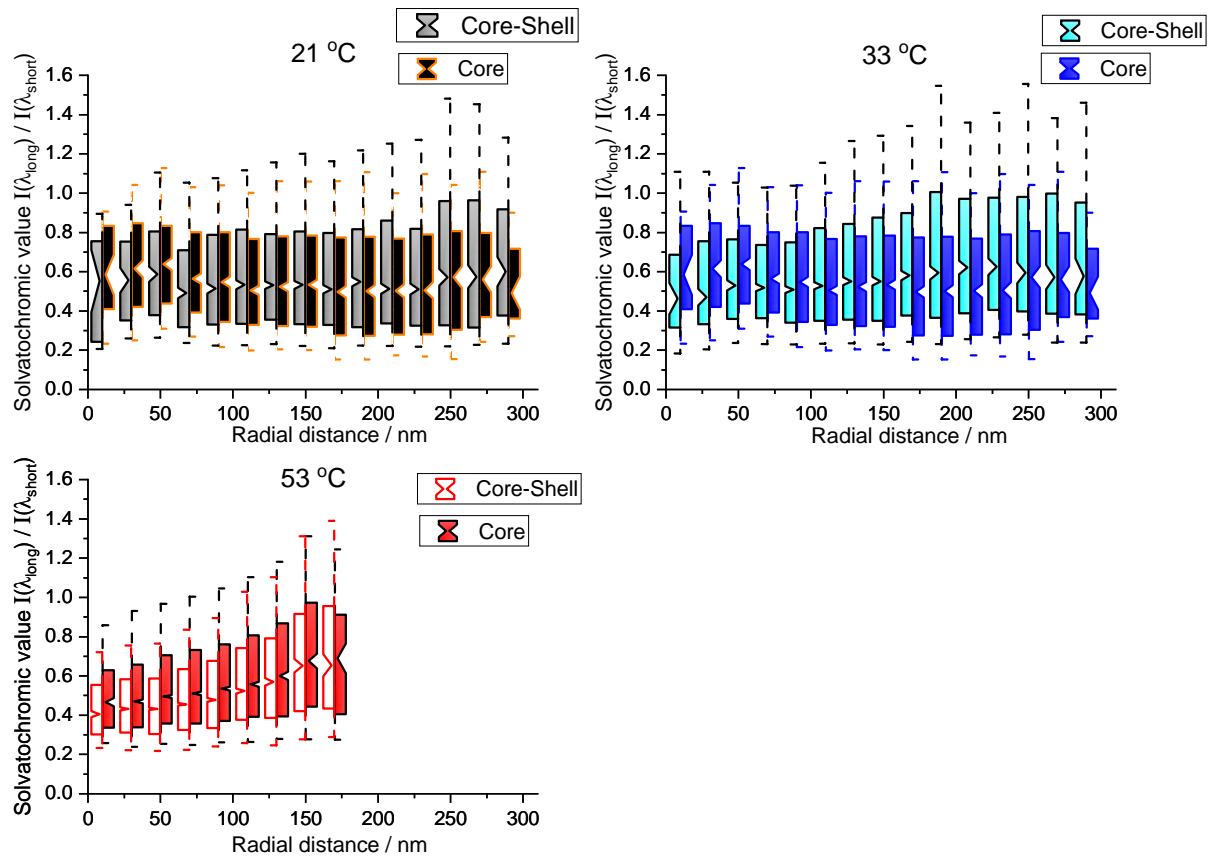 21 °C
Core-Shell
Core
Solvatochromic value I(λlong) / I(λshort)
1.6
1.4
1.2
1.0
0.8
0.6
0.4
0.2
0.0
0 50 100 150 200 250 300
Radial distance / nm
33 °C
Core-Shell
Core
Solvatochromic value I(λlong) / I(λshort)
1.6
1.4
1.2
1.0
0.8
0.6
0.4
0.2
0.0
0 50 100 150 200 250 300
Radial distance / nm
53 °C
Core-Shell
Core
Solvatochromic value I(λlong) / I(λshort)
1.6
1.4
1.2
1.0
0.8
0.6
0.4
0.2
0.0
0 50 100 150 200 250 300
Radial distance / nm